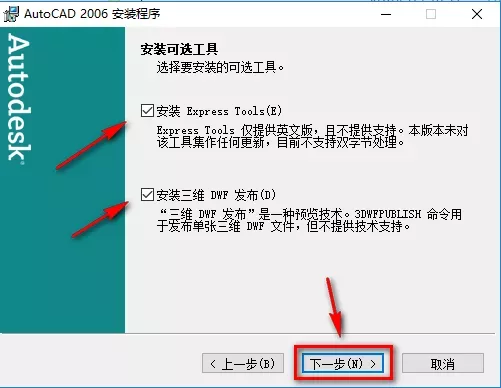 AutoCAD 2006 安装程序
Autodesk
安装可选工具
选择要安装的可选工具。
安装 Express Tools(E)
Express Tools 仅提供英文版，且不提供支持。本版本未对
该工具集作任何更新，目前不支持双字节处理。
安装三维 DWF 发布(D)
“三维 DWF 发布”是一种预览技术。3DWFPUBLISH 命令用
于发布单张三维 DWF 文件，但不提供技术支持。
< 上一步(B)
下一步(N) >
取消